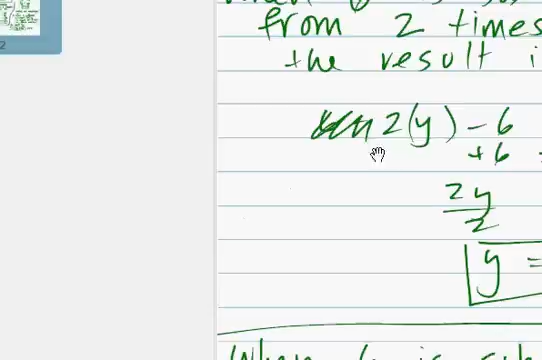 from 2 times
the result i
2(y) - 6
+6
2y
2
y =
When 6 is sub